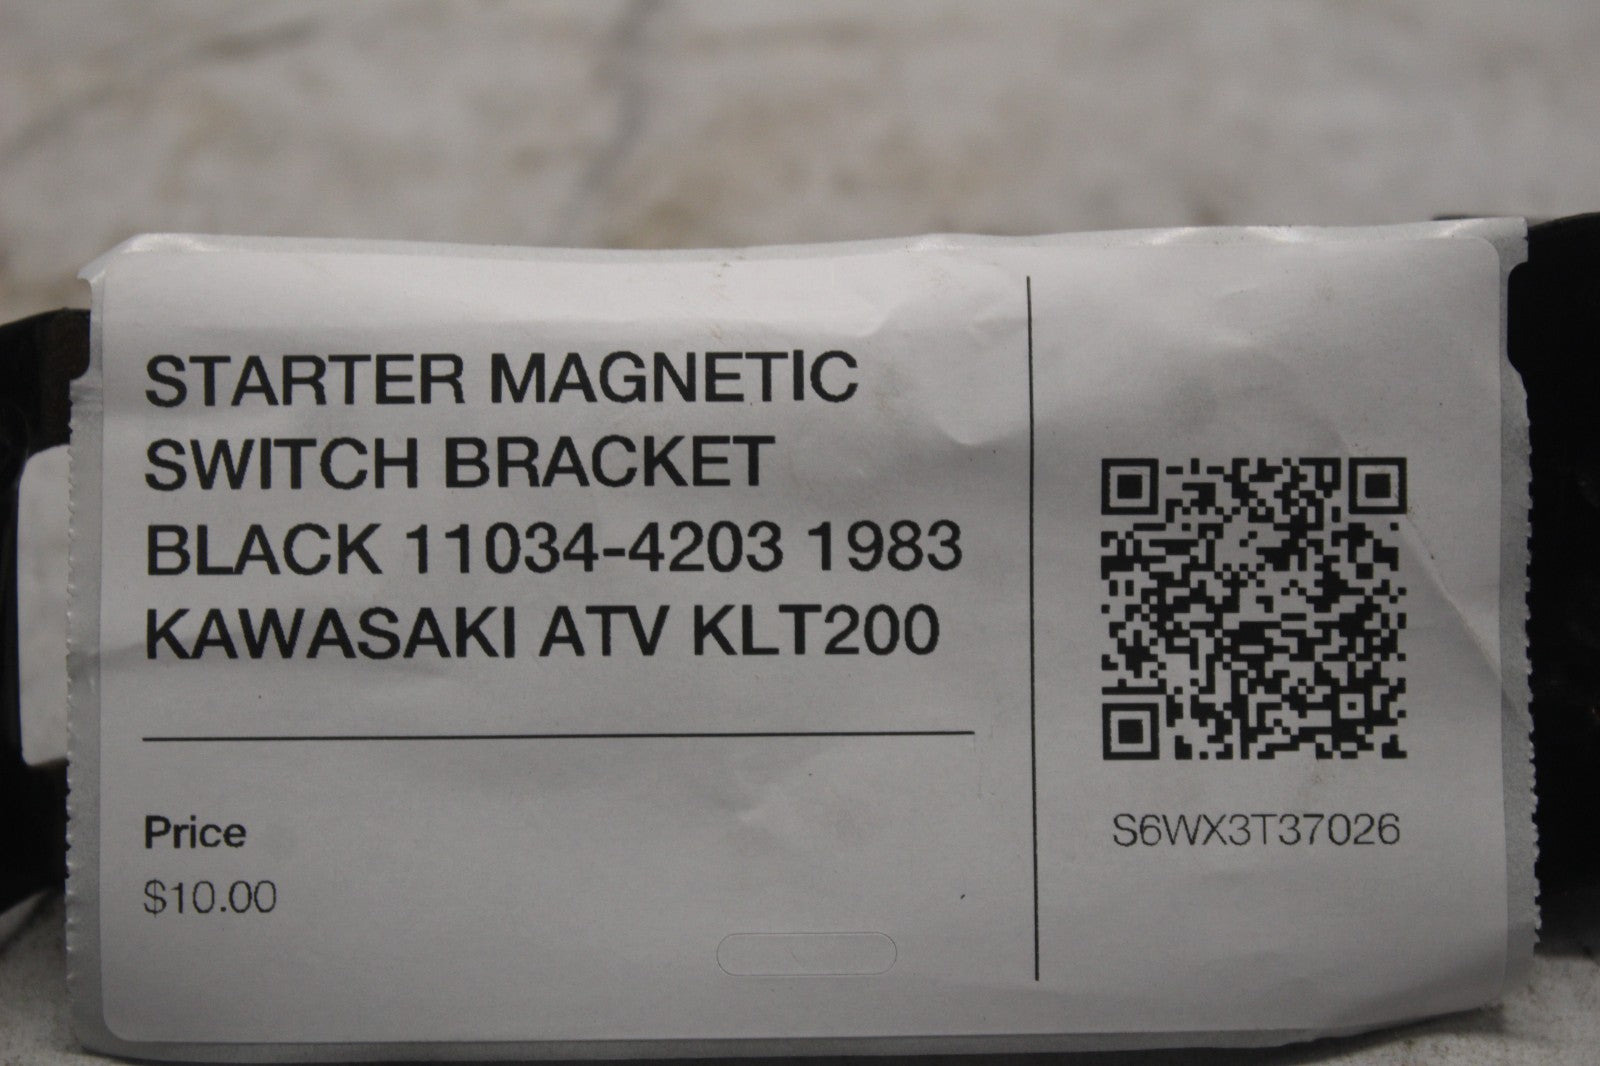 STARTER MAGNETIC
SWITCH BRACKET
BLACK 11034-4203 1983
KAWASAKI ATV KLT200
Price
$10.00
S6WX3T37026